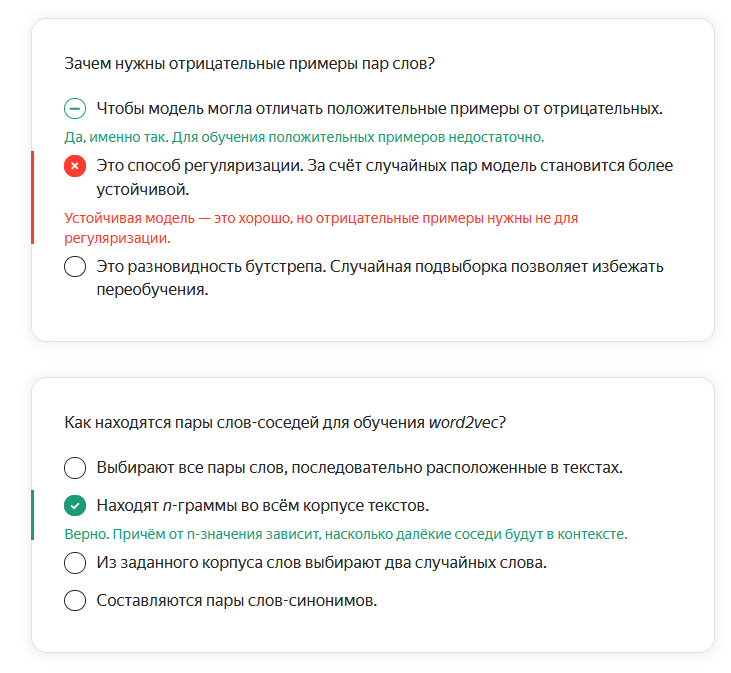 Зачем нужны отрицательные примеры пар слов?
Чтобы модель могла отличать положительные примеры от отрицательных.
Да, именно так. Для обучения положительных примеров недостаточно.
Это способ регуляризации. За счёт случайных пар модель становится более
устойчивой.
Устойчивая модель — это хорошо, но отрицательные примеры нужны не для
регуляризации.
Это разновидность бутстрепа. Случайная подвыборка позволяет избежать
переобучения.
Как находятся пары слов-соседей для обучения word2vec?
Выбирают все пары слов, последовательно расположенные в текстах.
Находят n-граммы во всём корпусе текстов.
Верно. Причём от n-значения зависит, насколько далёкие соседи будут в контексте.
Из заданного корпуса слов выбирают два случайных слова.
Составляются пары слов-синонимов.